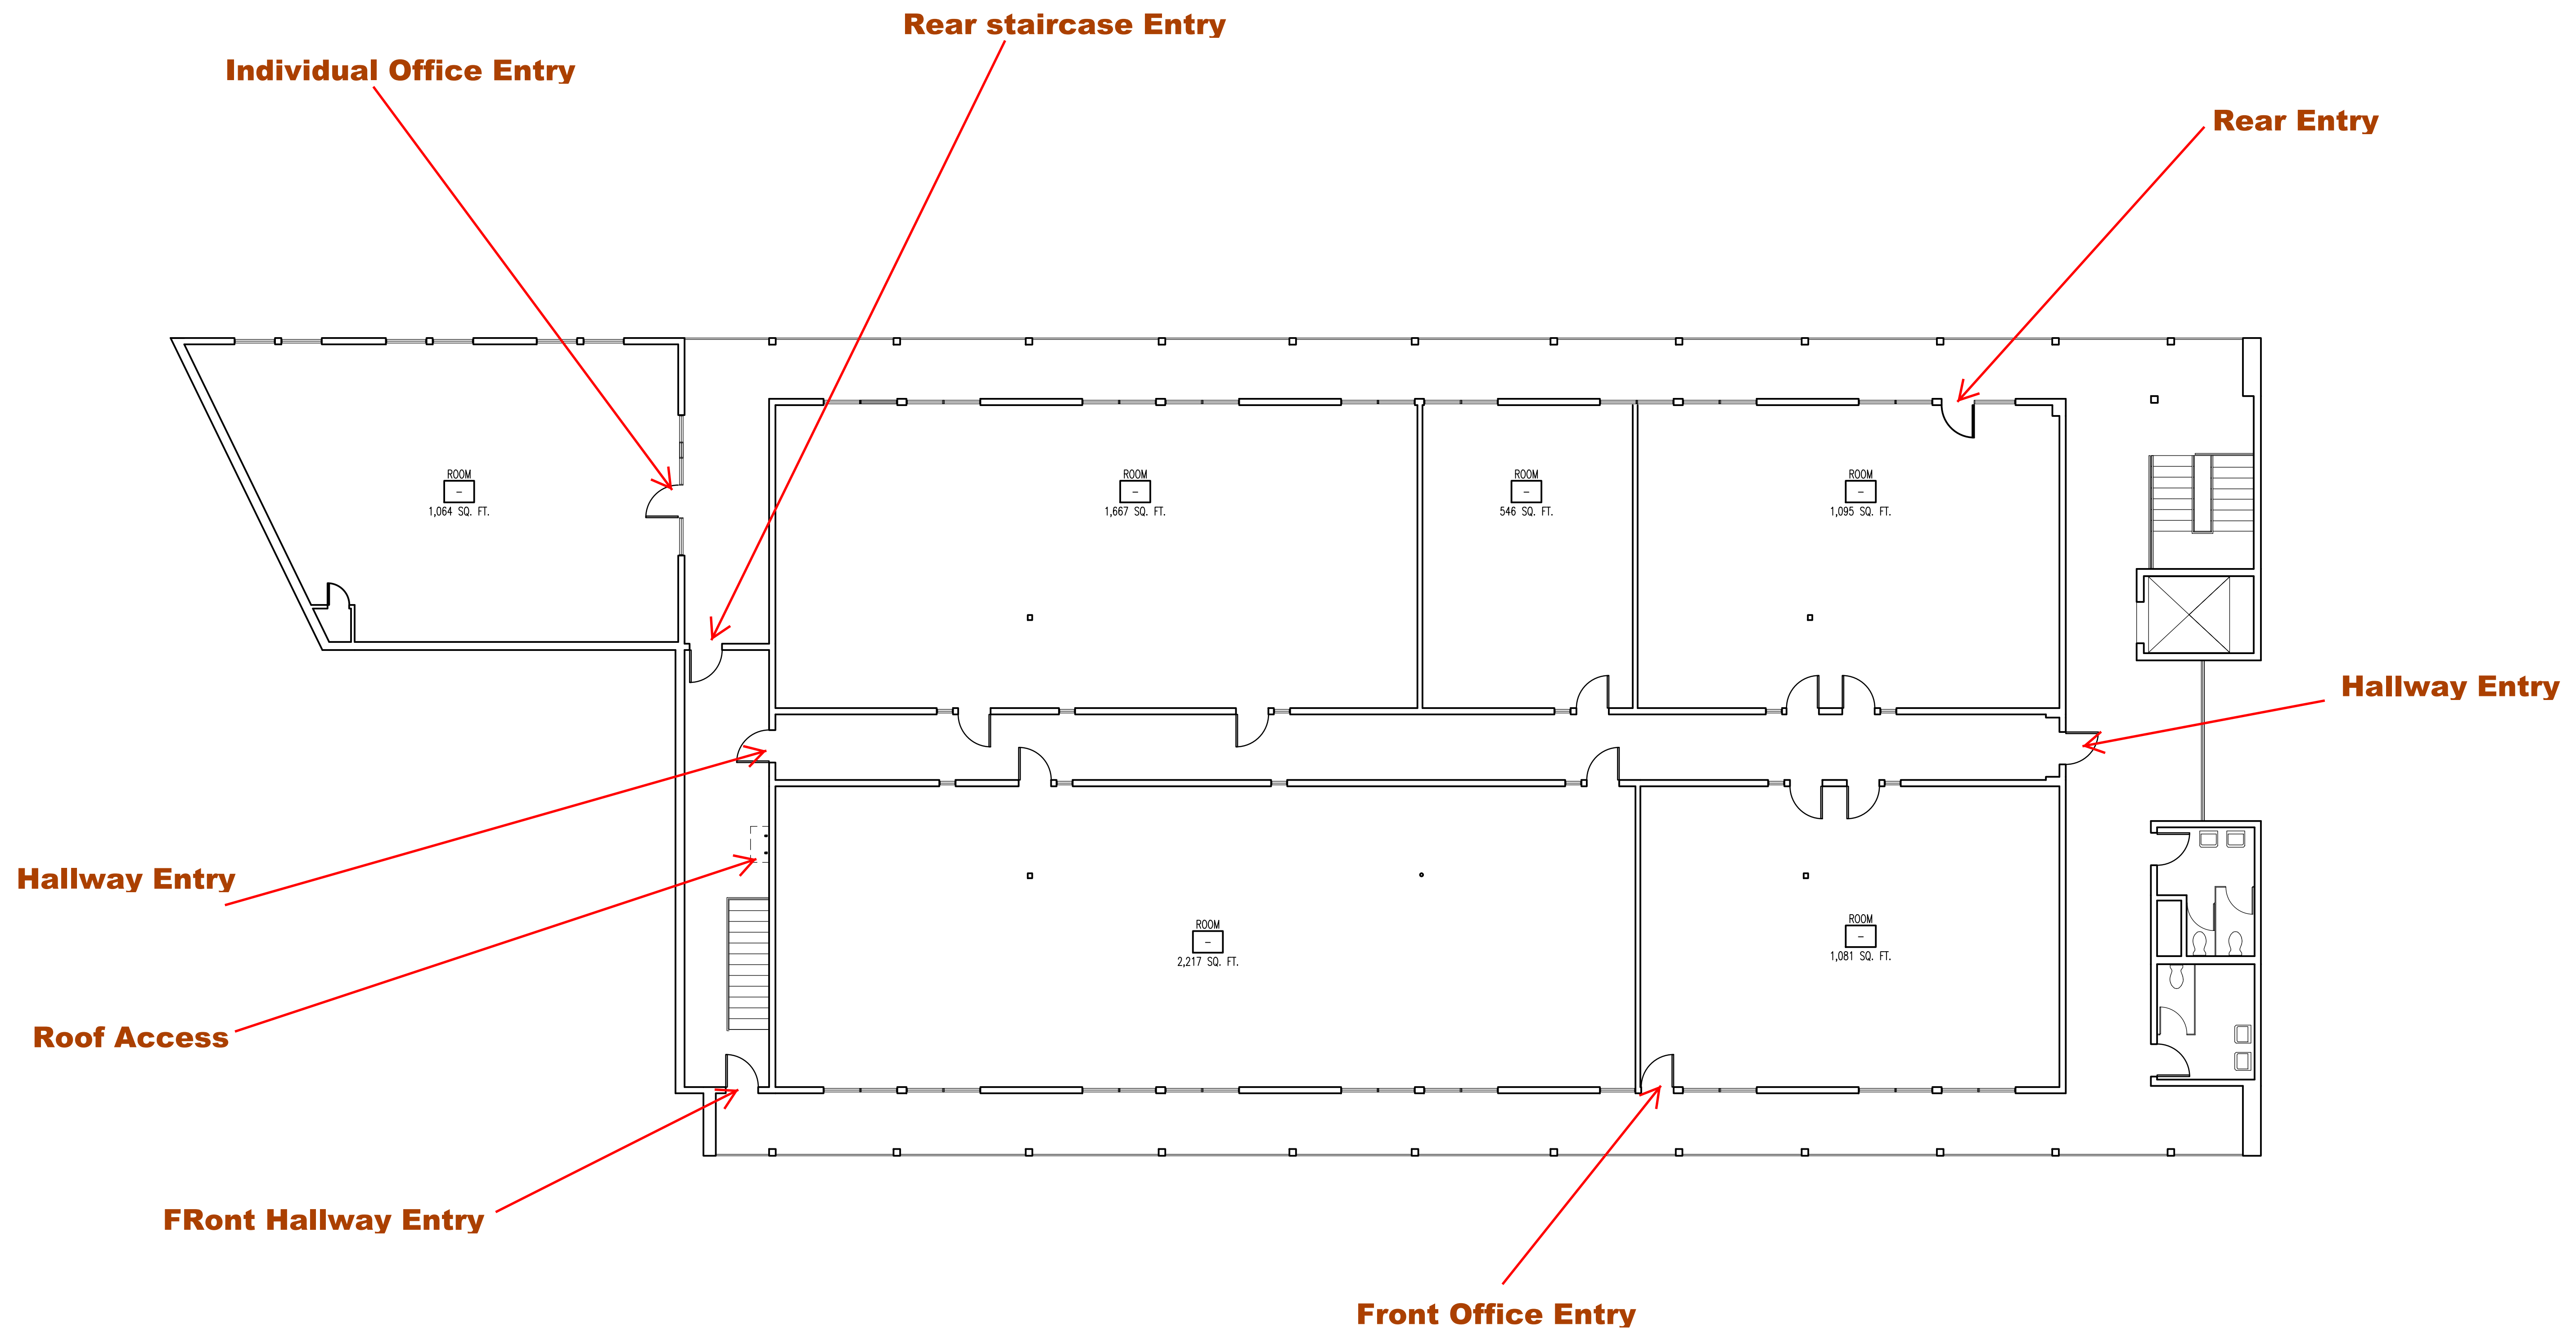 Rear staircase Entry
Individual Office Entry
Rear Entry
ROOM
-
1,064 SQ. FT.
ROOM
-
1,667 SQ. FT.
ROOM
-
546 SQ. FT.
ROOM
-
1,095 SQ. FT.
Hallway Entry
Hallway Entry
ROOM
-
2,217 SQ. FT.
ROOM
-
1,081 SQ. FT.
Roof Access
FRont Hallway Entry
Front Office Entry